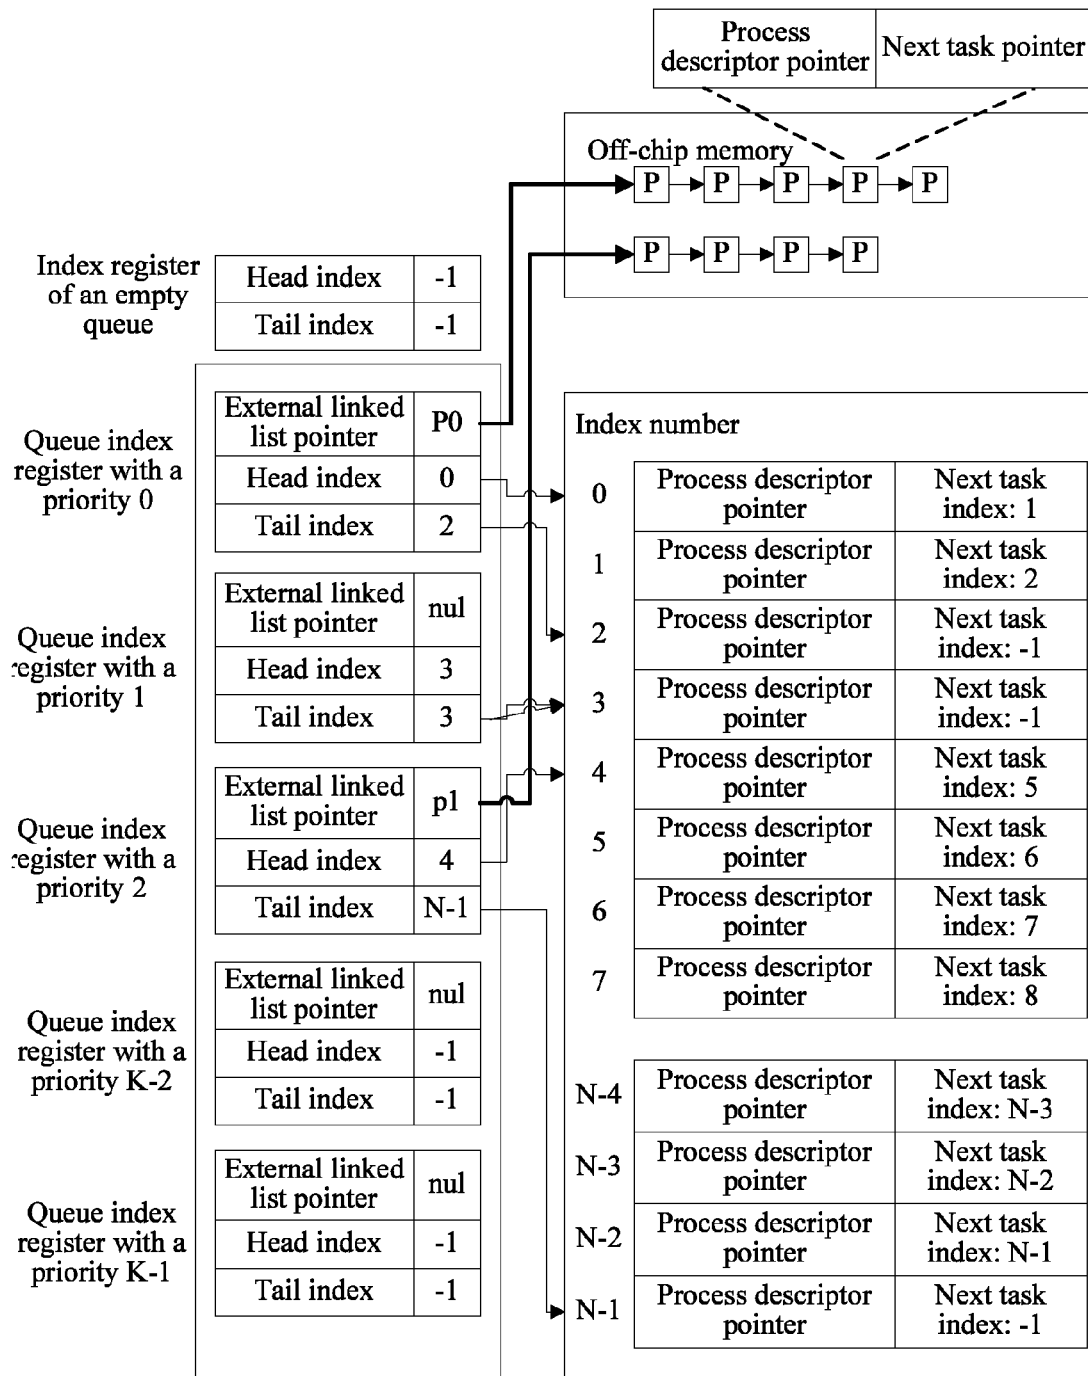 Process
descriptor pointer
Next task pointer
Off-chip memory
P P P P P
P P P P
Index register
of an empty
queue
Head index -1
Tail index -1
Queue index
register with a
priority 0
External linked
list pointer
P0
Head index 0
Tail index 2
Queue index
register with a
priority 1
External linked
list pointer
nul
Head index 3
Tail index 3
Queue index
register with a
priority 2
External linked
list pointer
p1
Head index 4
Tail index N-1
Queue index
register with a
priority K-2
External linked
list pointer
nul
Head index -1
Tail index -1
Queue index
register with a
priority K-1
External linked
list pointer
nul
Head index -1
Tail index -1
Index number
0
Process descriptor
pointer
Next task
index: 1
1
Process descriptor
pointer
Next task
index: 2
2
Process descriptor
pointer
Next task
index: -1
3
Process descriptor
pointer
Next task
index: -1
4
Process descriptor
pointer
Next task
index: 5
5
Process descriptor
pointer
Next task
index: 6
6
Process descriptor
pointer
Next task
index: 7
7
Process descriptor
pointer
Next task
index: 8
N-4
Process descriptor
pointer
Next task
index: N-3
N-3
Process descriptor
pointer
Next task
index: N-2
N-2
Process descriptor
pointer
Next task
index: N-1
N-1
Process descriptor
pointer
Next task
index: -1